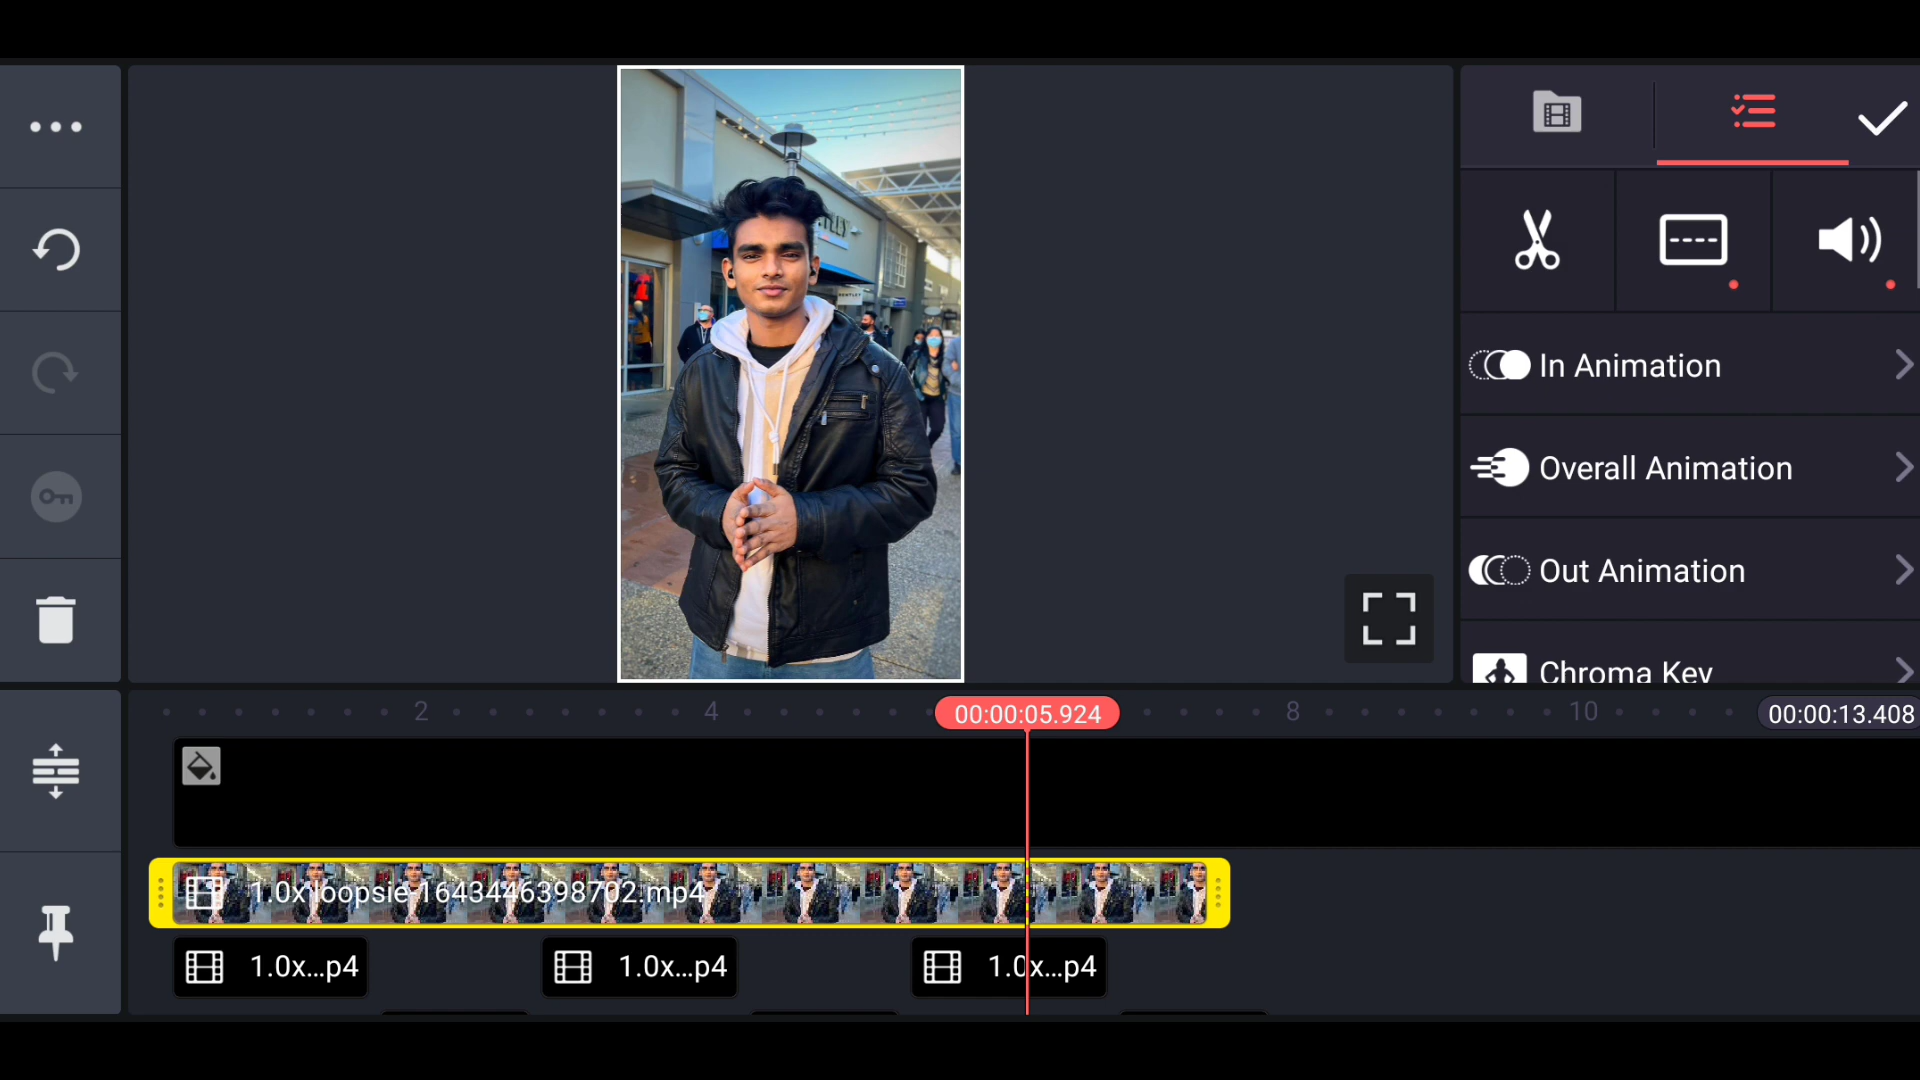 BENTLEY
In Animation
Overall Animation
Out Animation
Chroma Key
2
4
00:00:05.924
8
10
00:00:13.408
1.0x loopsie-1643446398702.mp4
1.0x...p4
1.0x...p4
1.0x...p4